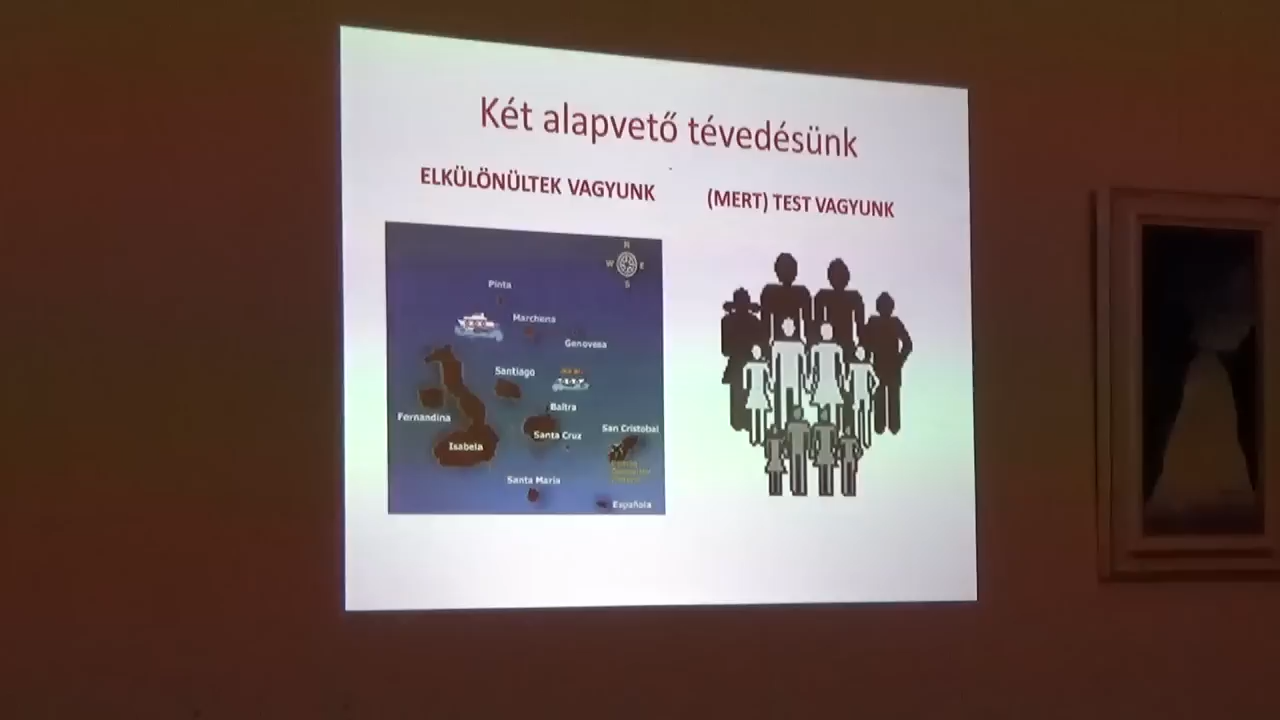 Két alapvető tévedésünk
ELKÜLÖNÜLTEK VAGYUNK
(MERT) TEST VAGYUNK
N
W E
S
Pinta
Marchena
Genovesa
Santiago
Baltra
Fernandina
San Cristobal
Santa Cruz
Isabela
Santa Maria
Española